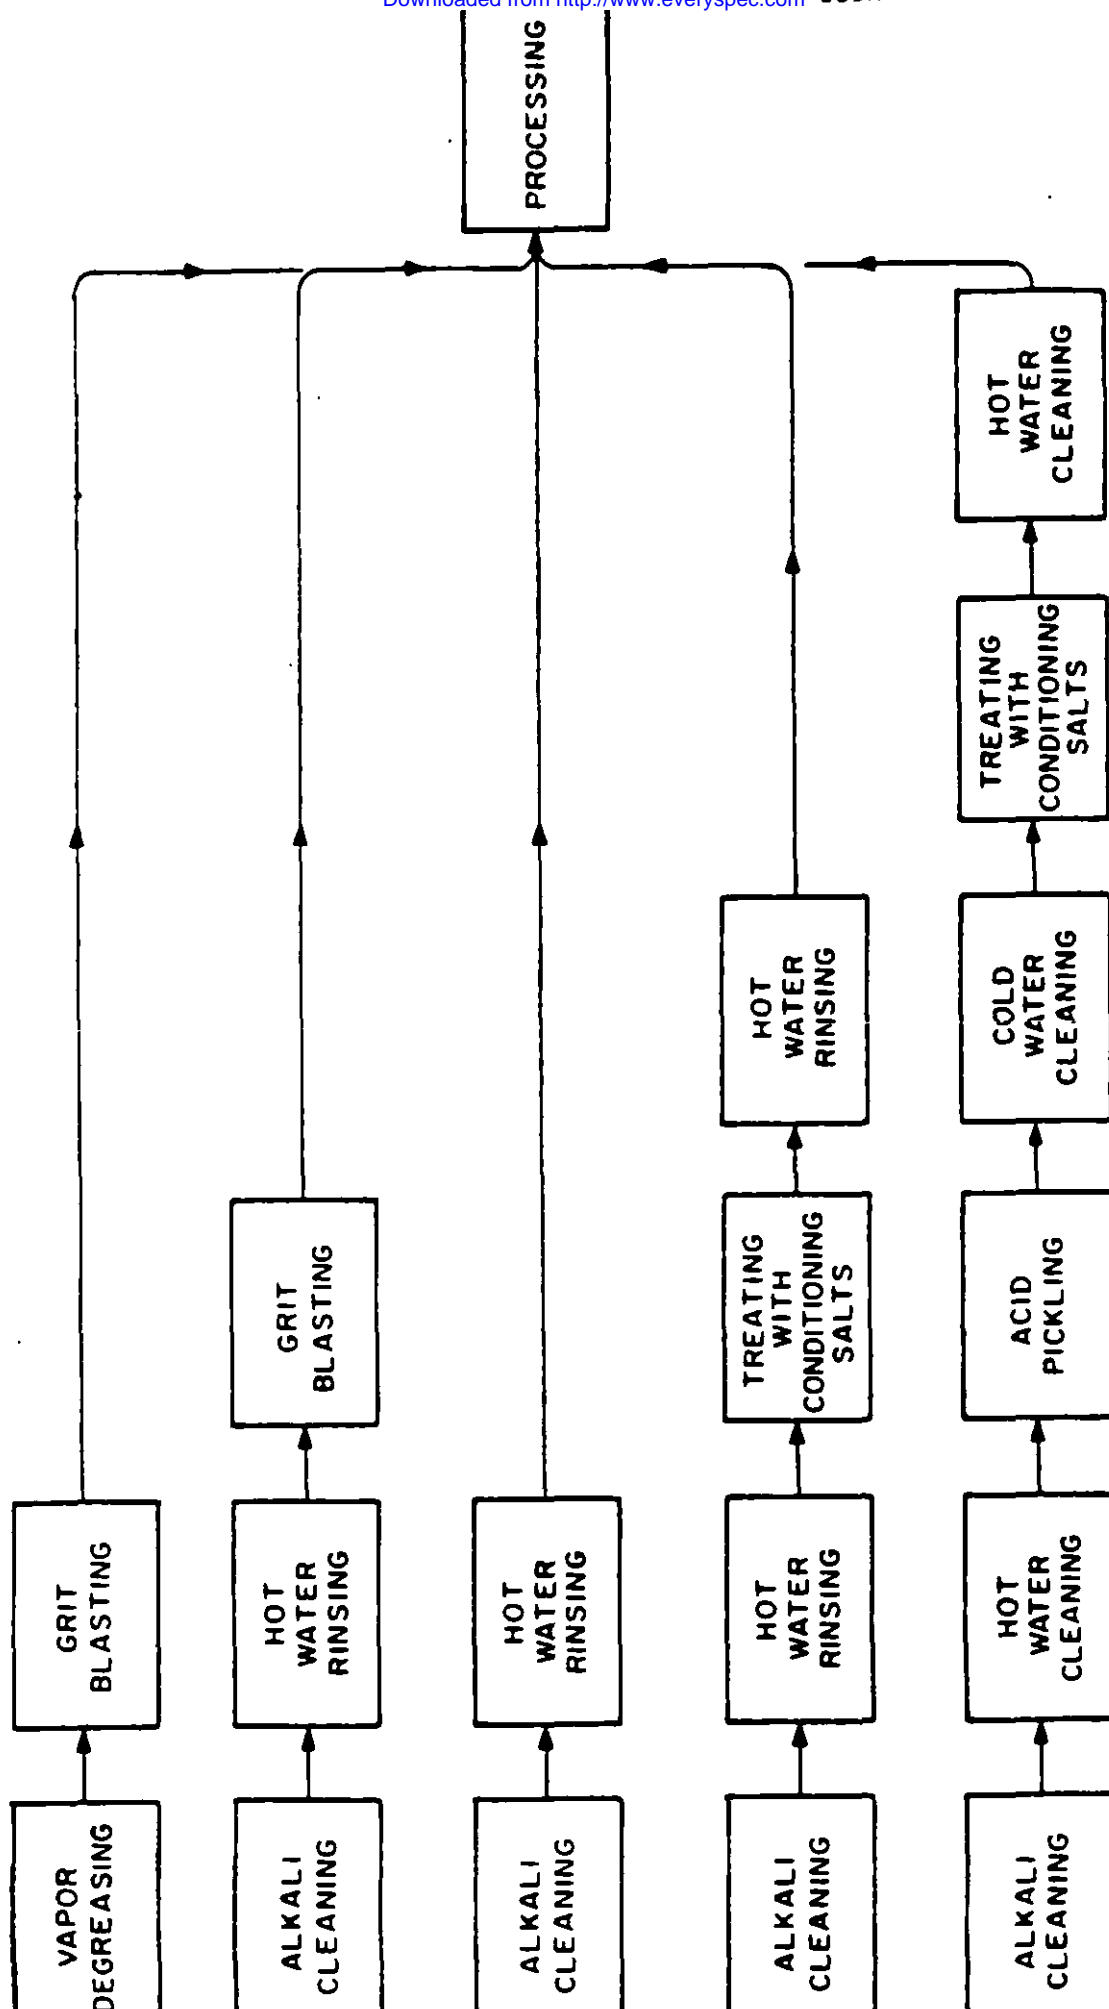 Downloaded from http://www.everyspec.com
PROCESSING
VAPOR
DEGREASING
GRIT
BLASTING
ALKALI
CLEANING
HOT
WATER
RINSING
GRIT
BLASTING
ALKALI
CLEANING
HOT
WATER
RINSING
ALKALI
CLEANING
HOT
WATER
RINSING
TREATING
WITH
CONDITIONING
SALTS
HOT
WATER
RINSING
ALKALI
CLEANING
HOT
WATER
CLEANING
ACID
PICKLING
COLD
WATER
CLEANING
TREATING
WITH
CONDITIONING
SALTS
HOT
WATER
CLEANING